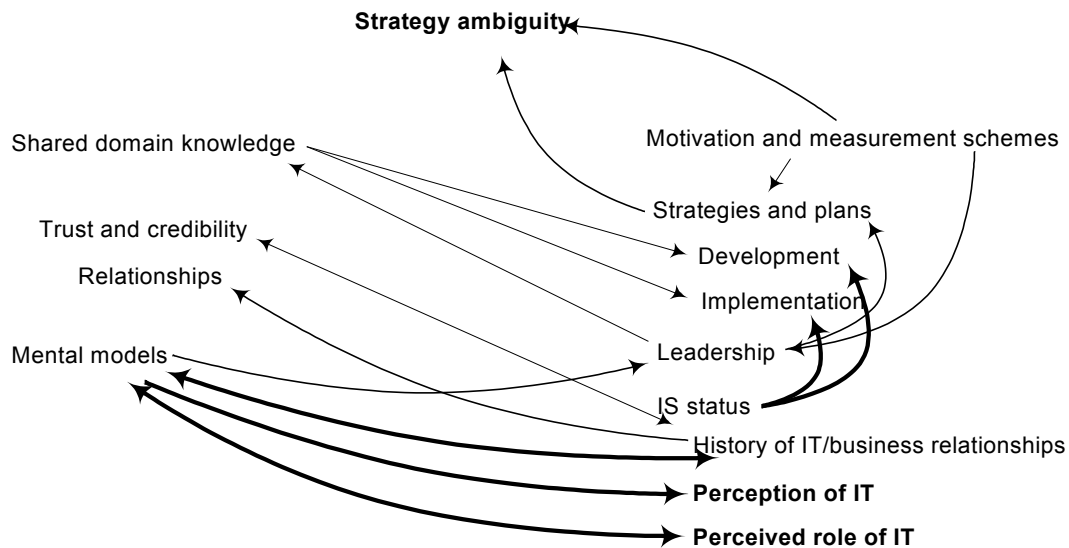 Strategy ambiguity
Motivation and measurement schemes
Shared domain knowledge
Strategies and plans
Trust and credibility
Development
Relationships
Implementation
Leadership
Mental models
IS status
History of IT/business relationships
Perception of IT
Perceived role of IT